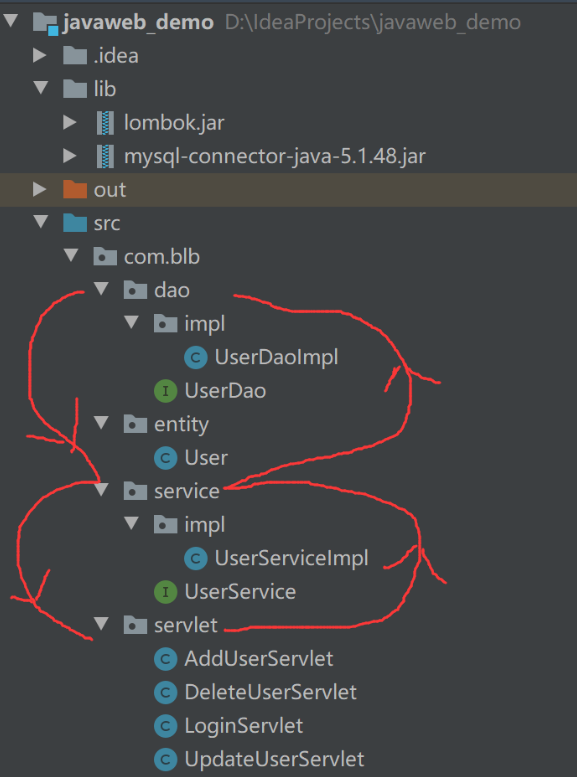 javaweb_demo D:\IdeaProjects\javaweb_demo
.idea
lib
lombok.jar
mysql-connector-java-5.1.48.jar
out
src
com.blb
dao
impl
C UserDaoImpl
I UserDao
entity
C User
service
impl
C UserServiceImpl
I UserService
servlet
C AddUserServlet
C DeleteUserServlet
C LoginServlet
C UpdateUserServlet